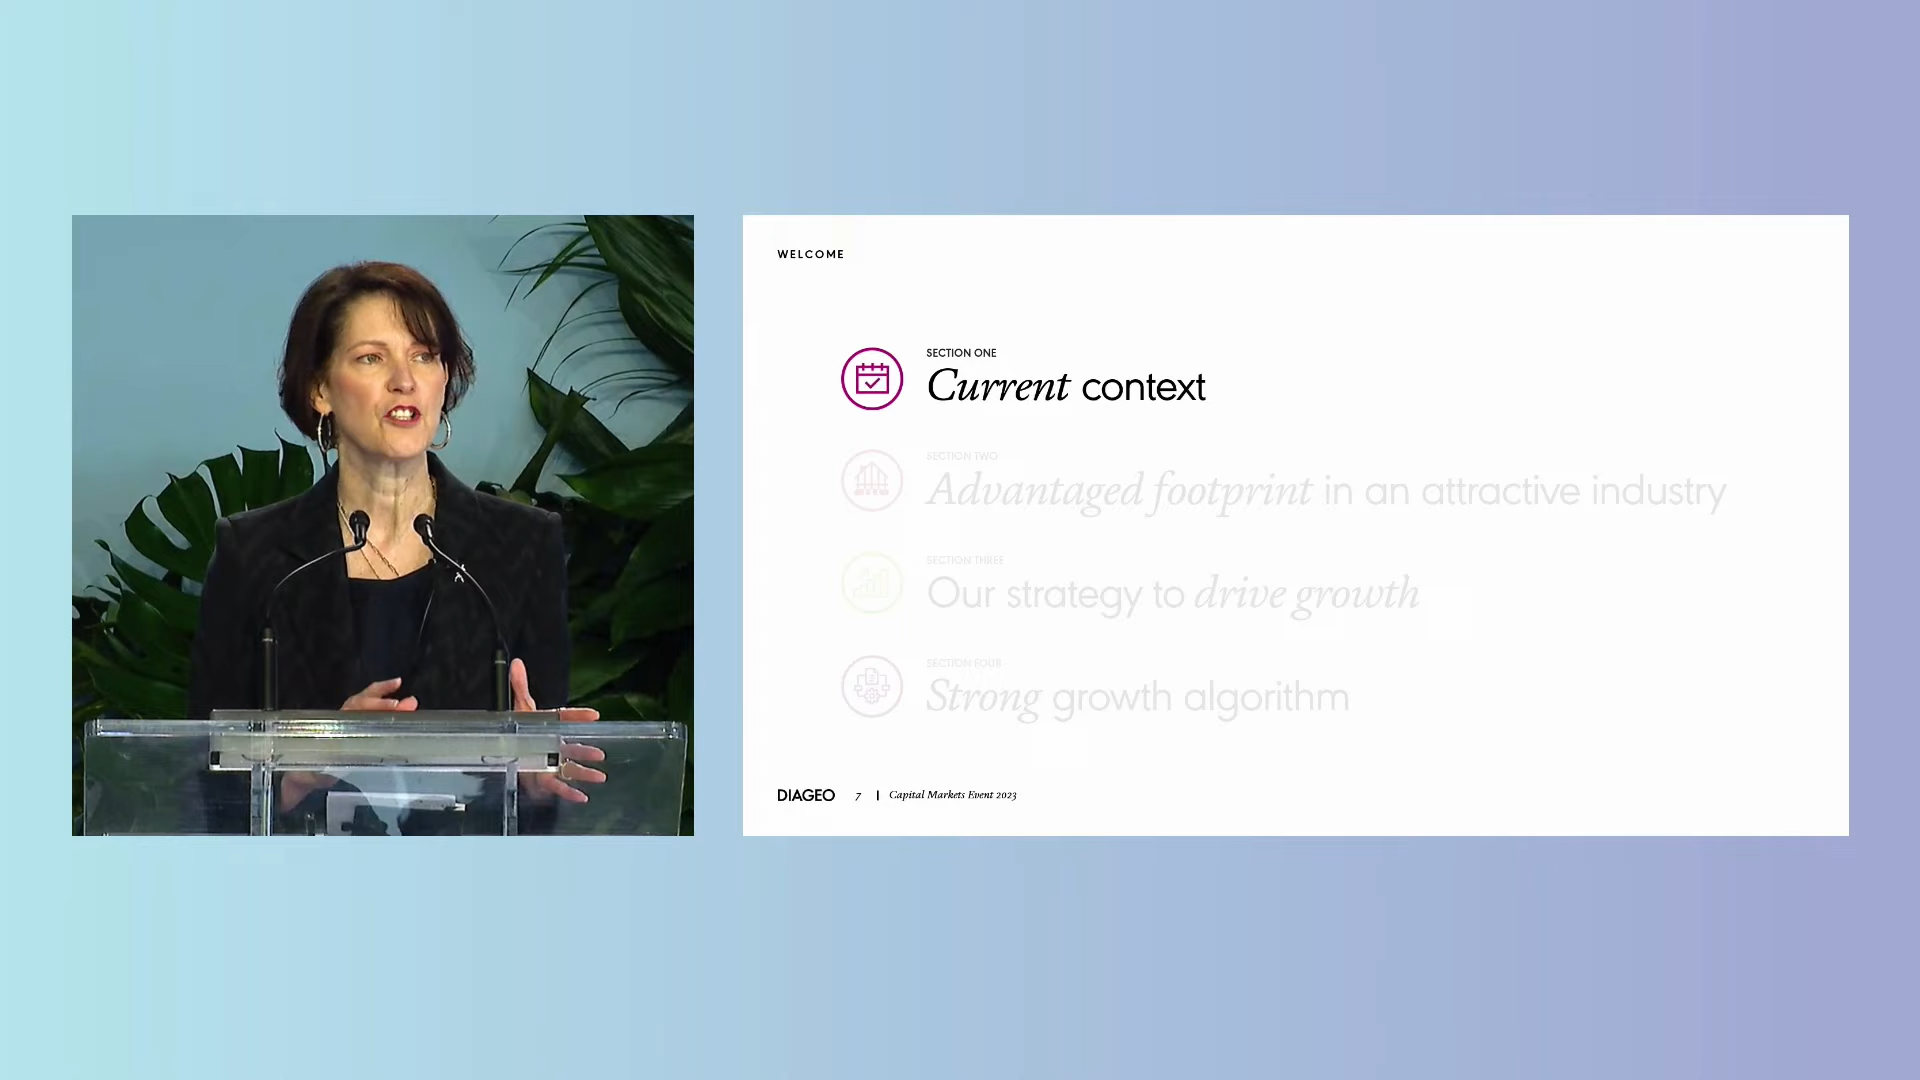 WELCOME
SECTION ONE
Current context
SECTION TWO
Advantaged footprint in an attractive industry
SECTION THREE
Our strategy to drive growth
SECTION FOUR
Strong growth algorithm
DIAGEO 7 | Capital Markets Event 2023